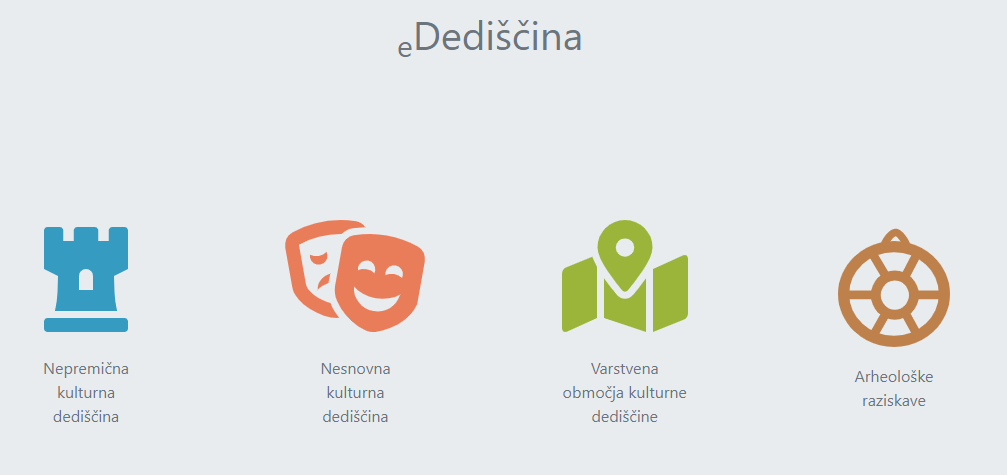 eDediščina
Nepremična
kulturna
dediščina
Nesnovna
kulturna
dediščina
Varstvena
območja kulturne
dediščine
Arheološke
raziskave